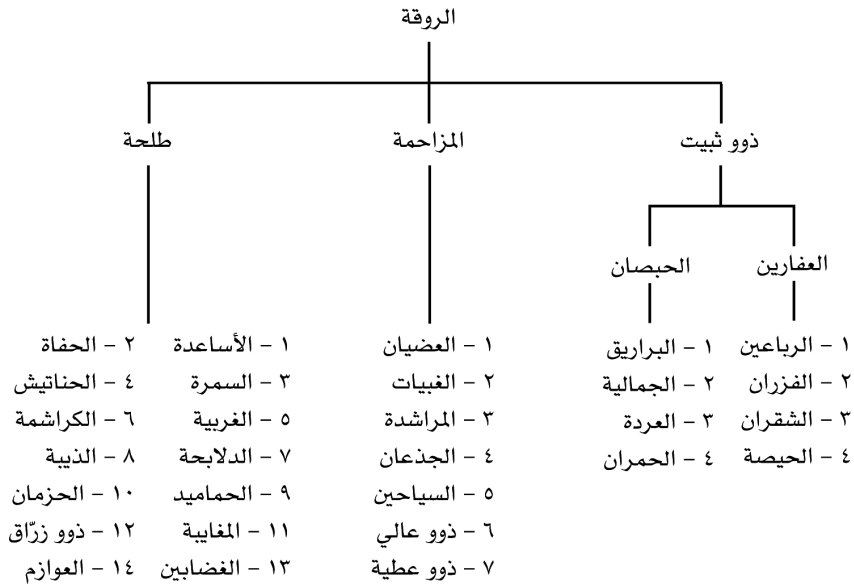 الروقة
ذوو ثبيت
المزاحمة
طلحة
العفارين
الحبصان
١ – الرباعين
٢ – الفزران
٣ – الشقران
٤ – الحيصة
١ – البراريق
٢ – الجمالية
٣ – العردة
٤ – الحمران
١ – العضيان
٢ – الغبيات
٣ – المراشدة
٤ – الجذعان
٥ – السياحين
٦ – ذوو عالي
٧ – ذوو عطية
١ – الأساعدة ٢ – الحفاة
٣ – السمرة ٤ – الحناتيش
٥ – الغربية ٦ – الكراشمة
٧ – الدلابحة ٨ – الذيبة
٩ – الحماميد ١٠ – الحزمان
١١ – المغايبة ١٢ – ذوو زرّاق
١٣ – الغضابين ١٤ – العوازم